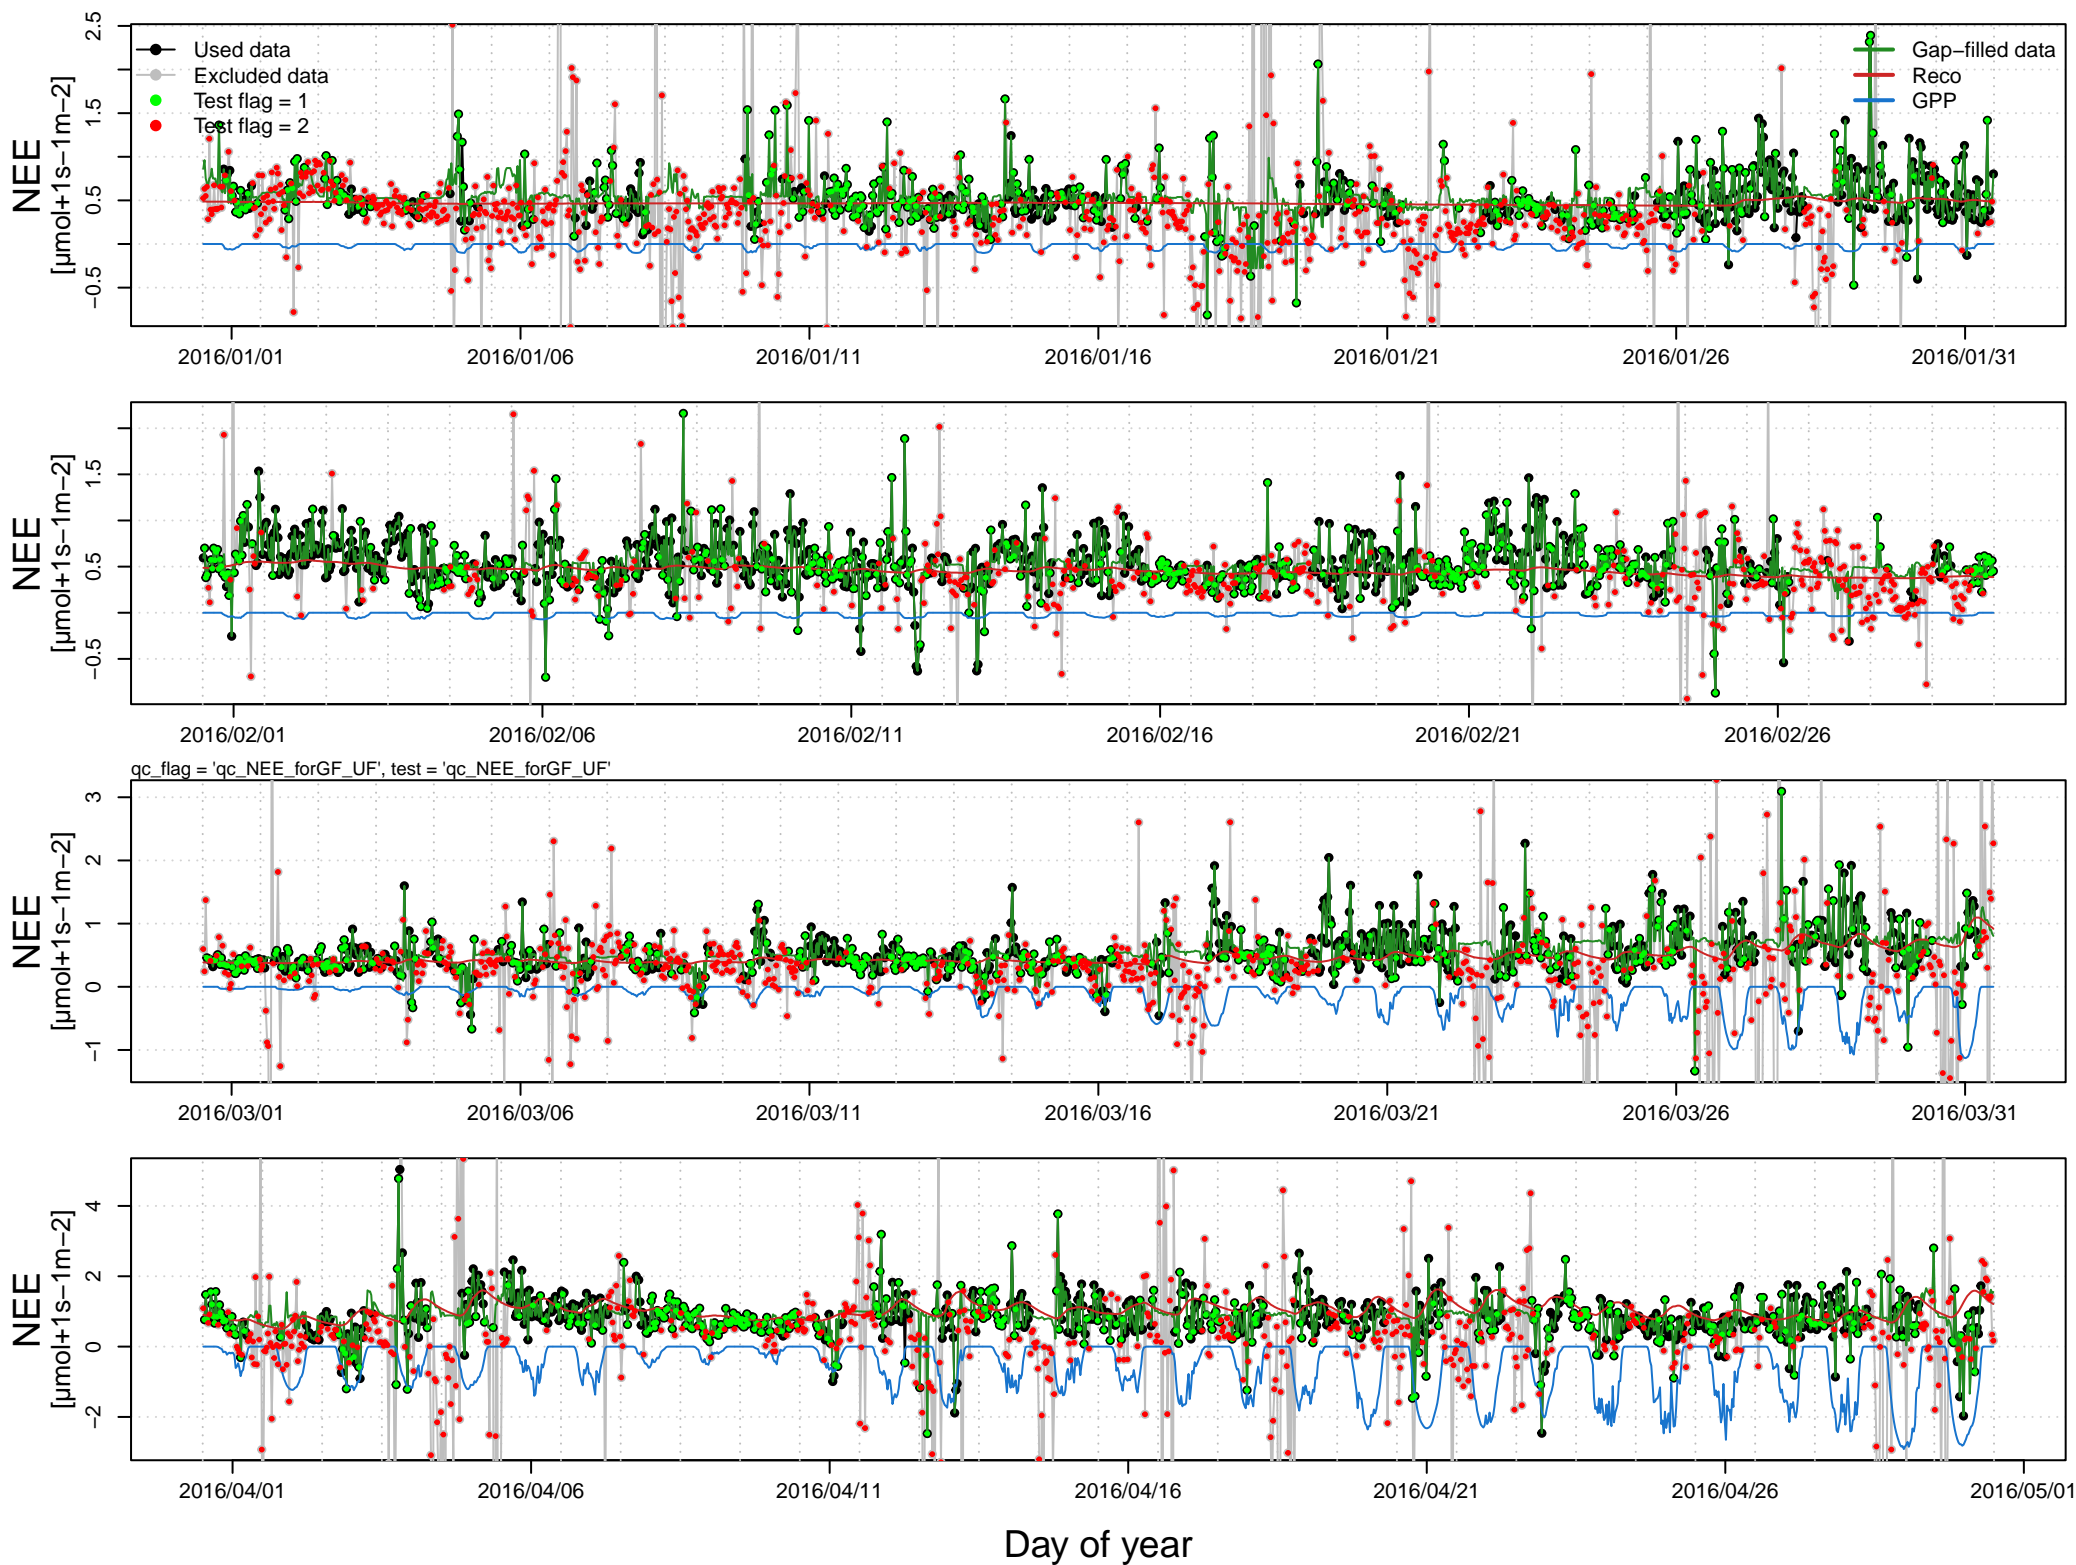 2.5
1.5
0.5
−0.5
NEE
[µmol+1s−1m−2]
Used data
Excluded data
Test flag = 1
Test flag = 2
Gap−filled data
Reco
GPP
2016/01/01 2016/01/06 2016/01/11 2016/01/16 2016/01/21 2016/01/26 2016/01/31
1.5
0.5
−0.5
NEE
[µmol+1s−1m−2]
2016/02/01 2016/02/06 2016/02/11 2016/02/16 2016/02/21 2016/02/26
qc_flag = 'qc_NEE_forGF_UF', test = 'qc_NEE_forGF_UF'
3
2
1
0
−1
NEE
[µmol+1s−1m−2]
2016/03/01 2016/03/06 2016/03/11 2016/03/16 2016/03/21 2016/03/26 2016/03/31
4
2
0
−2
NEE
[µmol+1s−1m−2]
2016/04/01 2016/04/06 2016/04/11 2016/04/16 2016/04/21 2016/04/26 2016/05/01
Day of year